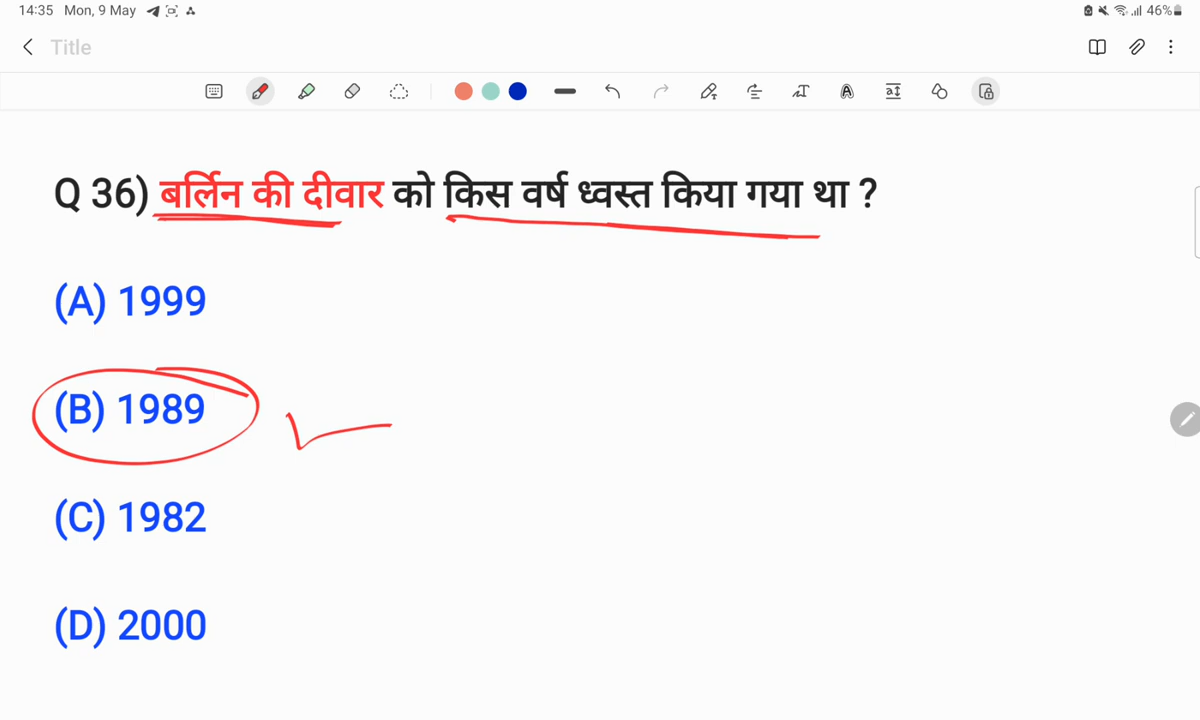 14:35 Mon, 9 May 46%
Title
Q 36) बर्लिन की दीवार को किस वर्ष ध्वस्त किया गया था ?
(A) 1999
(B) 1989
(C) 1982
(D) 2000